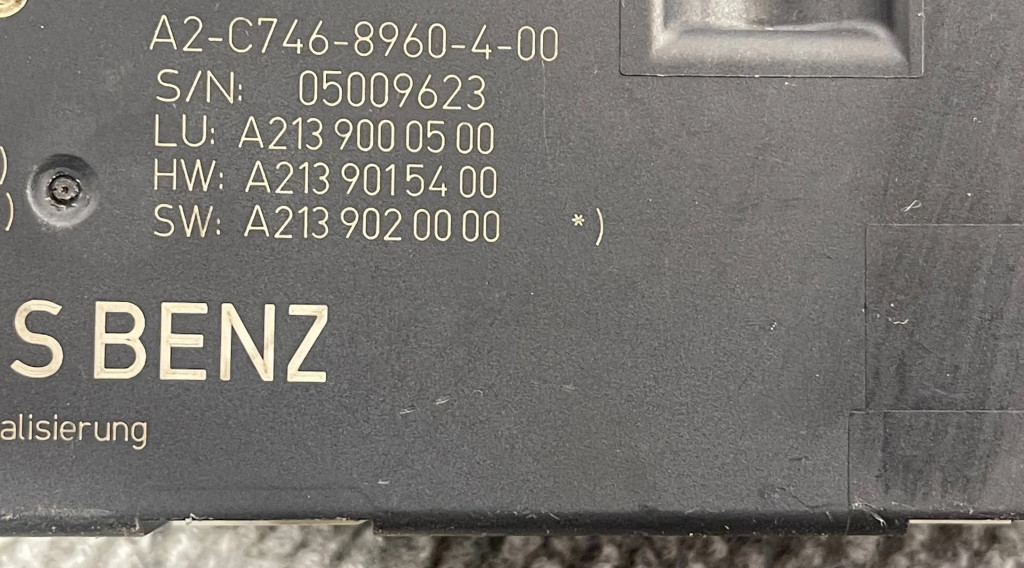 A2-C746-8960-4-00
S/N: 05009623
LU: A213 900 05 00
HW: A213 901 54 00
SW: A213 902 00 00 *)
)
)
S BENZ
alisierung